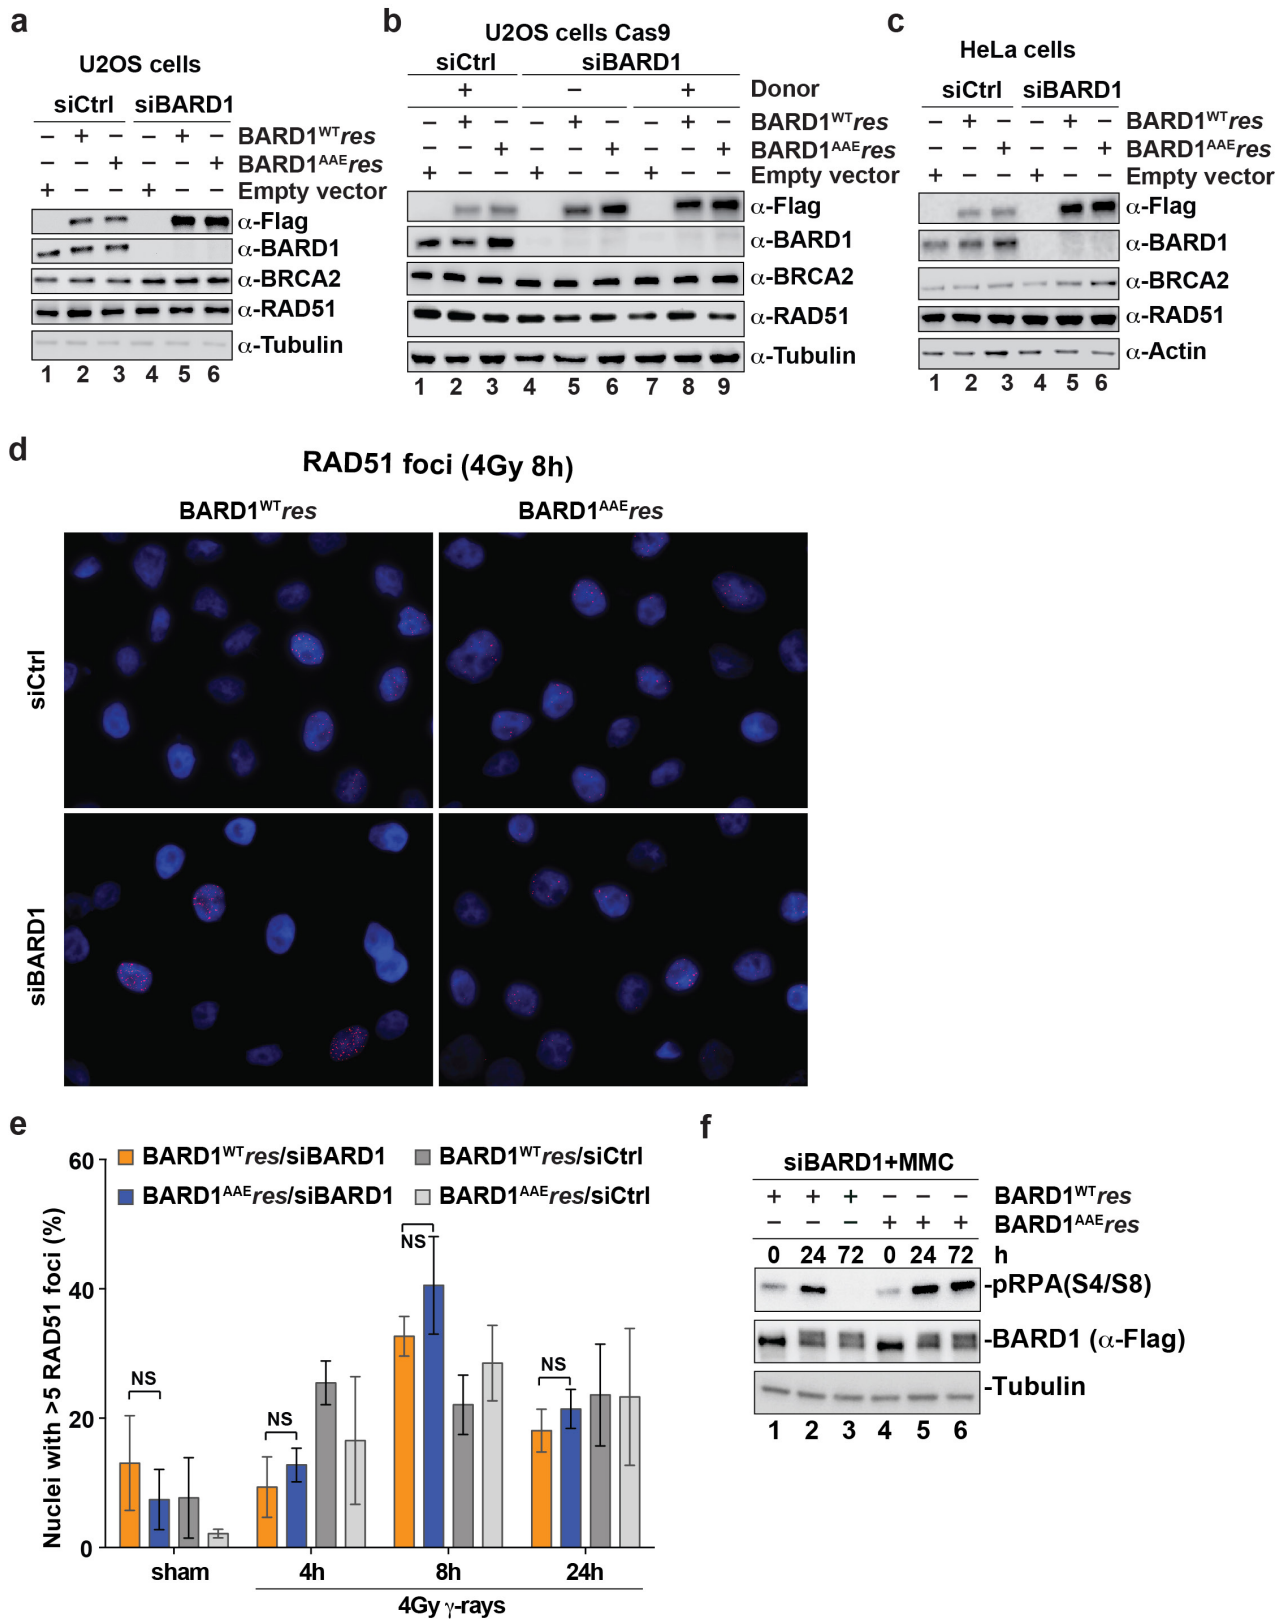 a
U2OS cells
siCtrl siBARD1
− + − − + − BARD1ᵂᵀres
− − + − − + BARD1ᴬᴬᴱres
+ − − + − − Empty vector
α-Flag
α-BARD1
α-BRCA2
α-RAD51
α-Tubulin
1 2 3 4 5 6
b
U2OS cells Cas9
siCtrl siBARD1
+ − + Donor
− + − − + − − + − BARD1ᵂᵀres
− − + − − + − − + BARD1ᴬᴬᴱres
+ − − + − − + − − Empty vector
α-Flag
α-BARD1
α-BRCA2
α-RAD51
α-Tubulin
1 2 3 4 5 6 7 8 9
c
HeLa cells
siCtrl siBARD1
− + − − + − BARD1ᵂᵀres
− − + − − + BARD1ᴬᴬᴱres
+ − − + − − Empty vector
α-Flag
α-BARD1
α-BRCA2
α-RAD51
α-Actin
1 2 3 4 5 6
d
RAD51 foci (4Gy 8h)
BARD1ᵂᵀres BARD1ᴬᴬᴱres
siCtrl
siBARD1
e
BARD1ᵂᵀres/siBARD1 BARD1ᵂᵀres/siCtrl
BARD1ᴬᴬᴱres/siBARD1 BARD1ᴬᴬᴱres/siCtrl
Nuclei with >5 RAD51 foci (%)
60
40
20
0
NS
NS
NS
NS
sham 4h 8h 24h
4Gy γ-rays
f
siBARD1+MMC
+ + + − − − BARD1ᵂᵀres
− − − + + + BARD1ᴬᴬᴱres
0 24 72 0 24 72 h
-pRPA(S4/S8)
-BARD1 (α-Flag)
-Tubulin
1 2 3 4 5 6